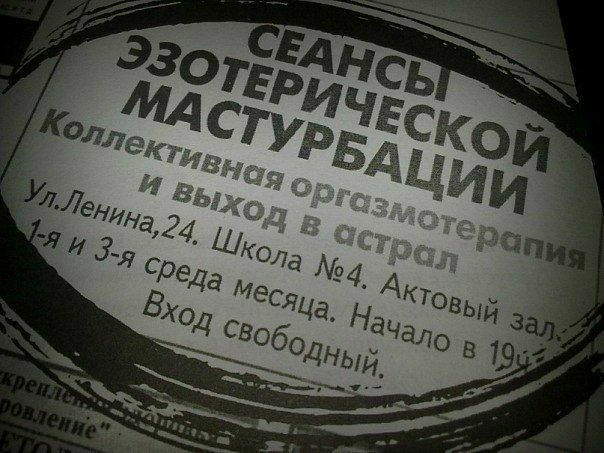 СЕАНСЫ
ЭЗОТЕРИЧЕСКОЙ
МАСТУРБАЦИИ
Коллективная оргазмотерапия
и выход в астрал
Ул.Ленина,24. Школа №4. Актовый зал.
1-я и 3-я среда месяца. Начало в 19ч.
Вход свободный.